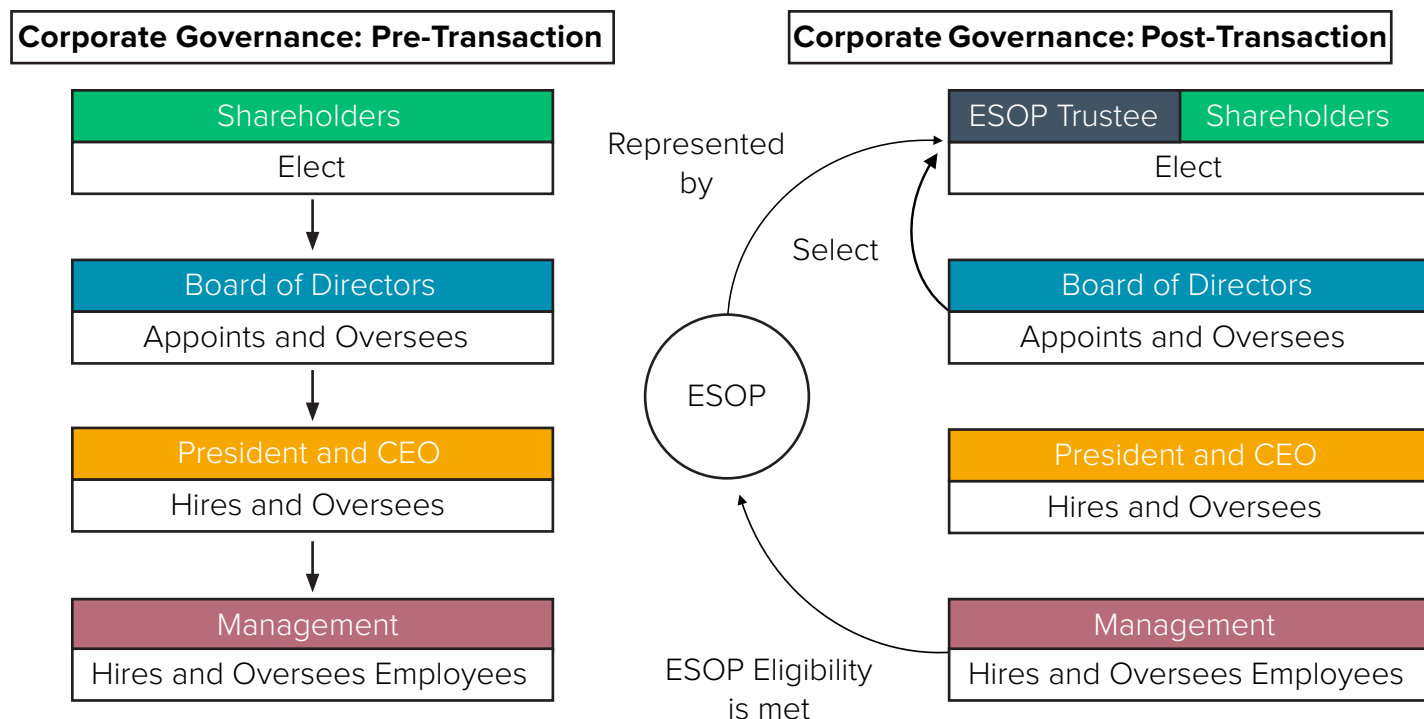 Corporate Governance: Pre-Transaction
Shareholders
Elect
Board of Directors
Appoints and Oversees
President and CEO
Hires and Oversees
Management
Hires and Oversees Employees
Represented
by
Select
ESOP
ESOP Eligibility
is met
Corporate Governance: Post-Transaction
ESOP Trustee
Shareholders
Elect
Board of Directors
Appoints and Oversees
President and CEO
Hires and Oversees
Management
Hires and Oversees Employees